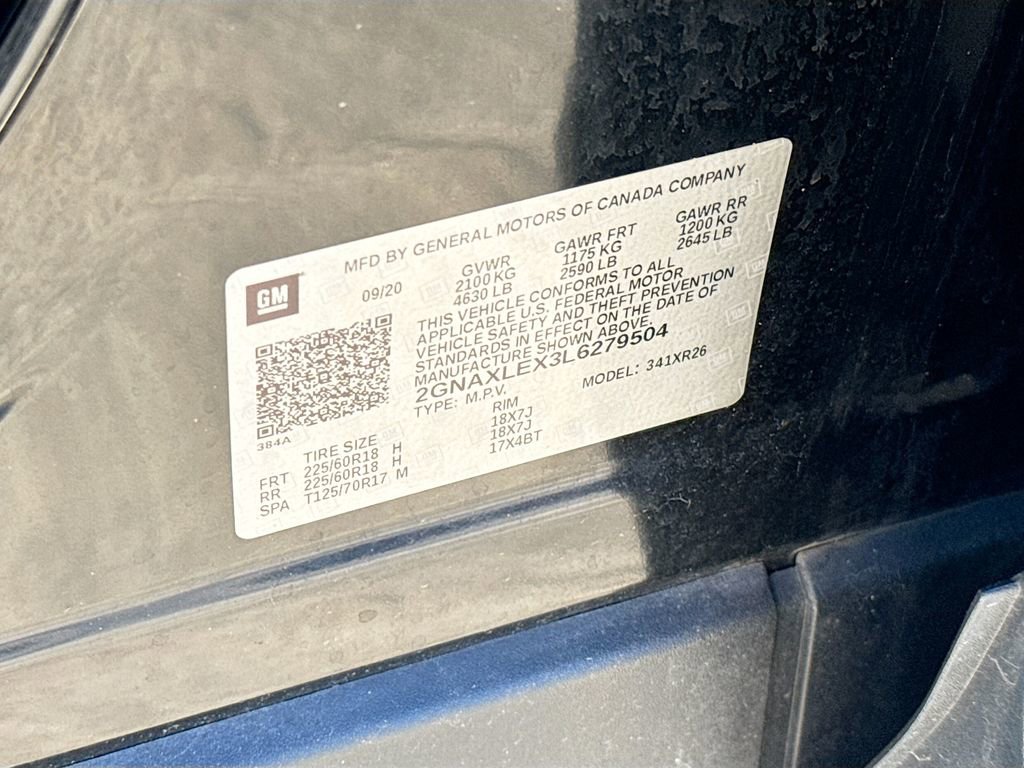 MFD BY GENERAL MOTORS OF CANADA COMPANY
GM
09/20
GVWR GAWR FRT GAWR RR
2100 KG 1175 KG 1200 KG
4630 LB 2590 LB 2645 LB
THIS VEHICLE CONFORMS TO ALL
APPLICABLE U.S. FEDERAL MOTOR
VEHICLE SAFETY AND THEFT PREVENTION
STANDARDS IN EFFECT ON THE DATE OF
MANUFACTURE SHOWN ABOVE.
2GNAXLEX3L6279504
TYPE: M.P.V. MODEL: 341XR26
384A
TIRE SIZE RIM
FRT 225/60R18 H 18X7J
RR 225/60R18 H 18X7J
SPA T125/70R17 M 17X4BT